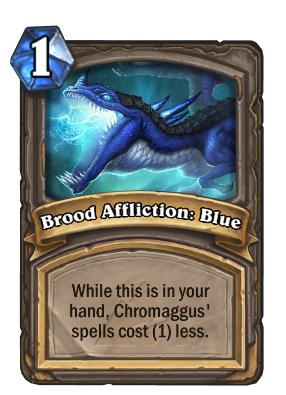 1
Brood Affliction: Blue
While this is in your
hand, Chromaggus'
spells cost (1) less.